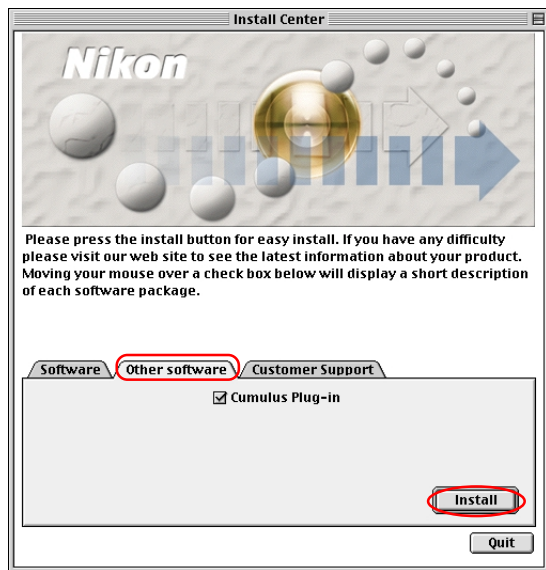 Install Center
Nikon
Please press the install button for easy install. If you have any difficulty
please visit our web site to see the latest information about your product.
Moving your mouse over a check box below will display a short description
of each software package.
Software
Other software
Customer Support
Cumulus Plug-in
Install
Quit